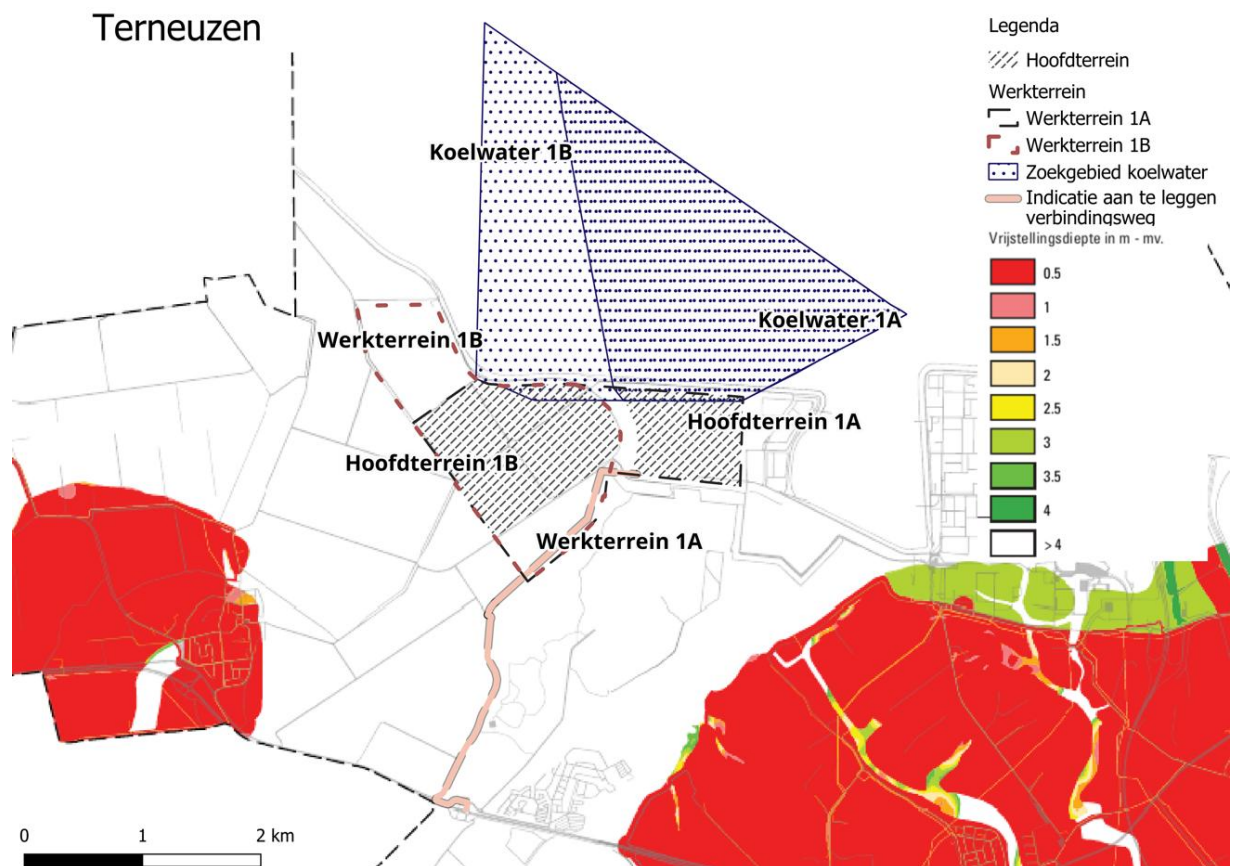 Terneuzen
Legenda
Hoofdterrein
Werkterrein
Werkterrein 1A
Werkterrein 1B
Zoekgebied koelwater
Indicatie aan te leggen
verbindingsweg
Vrijstellingsdiepte in m - mv.
0.5
1
1.5
2
2.5
3
3.5
4
>4
Koelwater 1B
Koelwater 1A
Werkterrein 1B
Hoofdterrein 1A
Hoofdterrein 1B
Werkterrein 1A
0 1 2 km